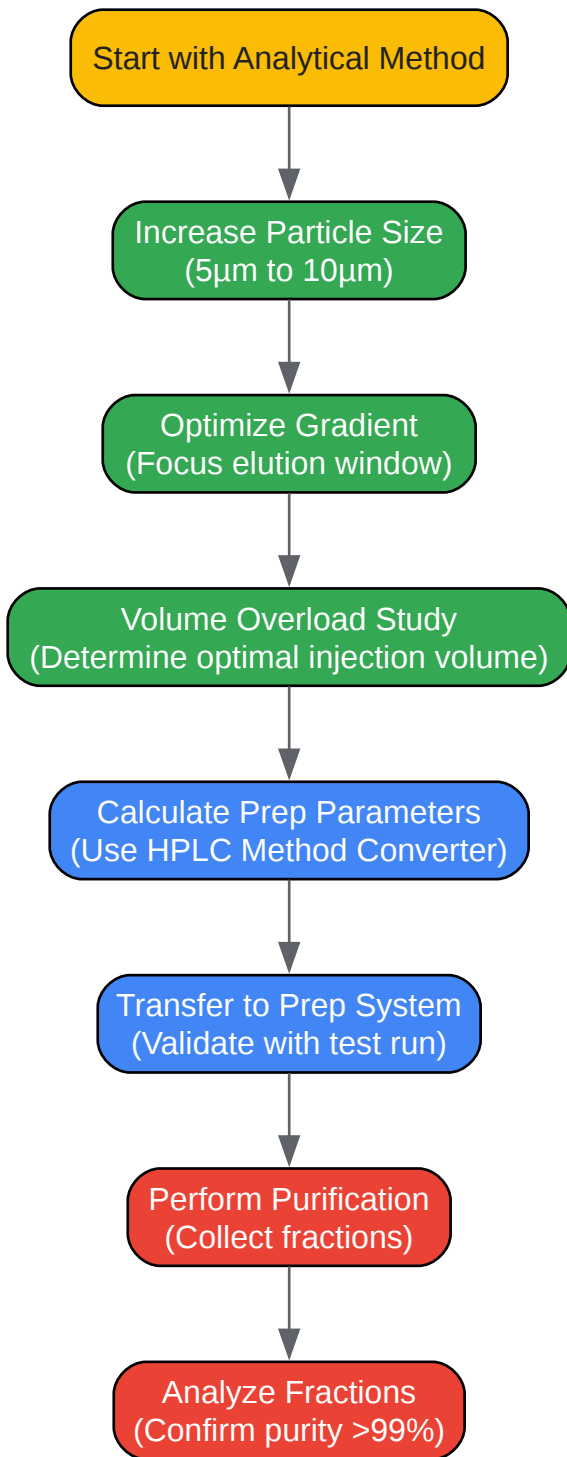 Start with Analytical Method
Increase Particle Size
(5µm to 10µm)
Optimize Gradient
(Focus elution window)
Volume Overload Study
(Determine optimal injection volume)
Calculate Prep Parameters
(Use HPLC Method Converter)
Transfer to Prep System
(Validate with test run)
Perform Purification
(Collect fractions)
Analyze Fractions
(Confirm purity >99%)